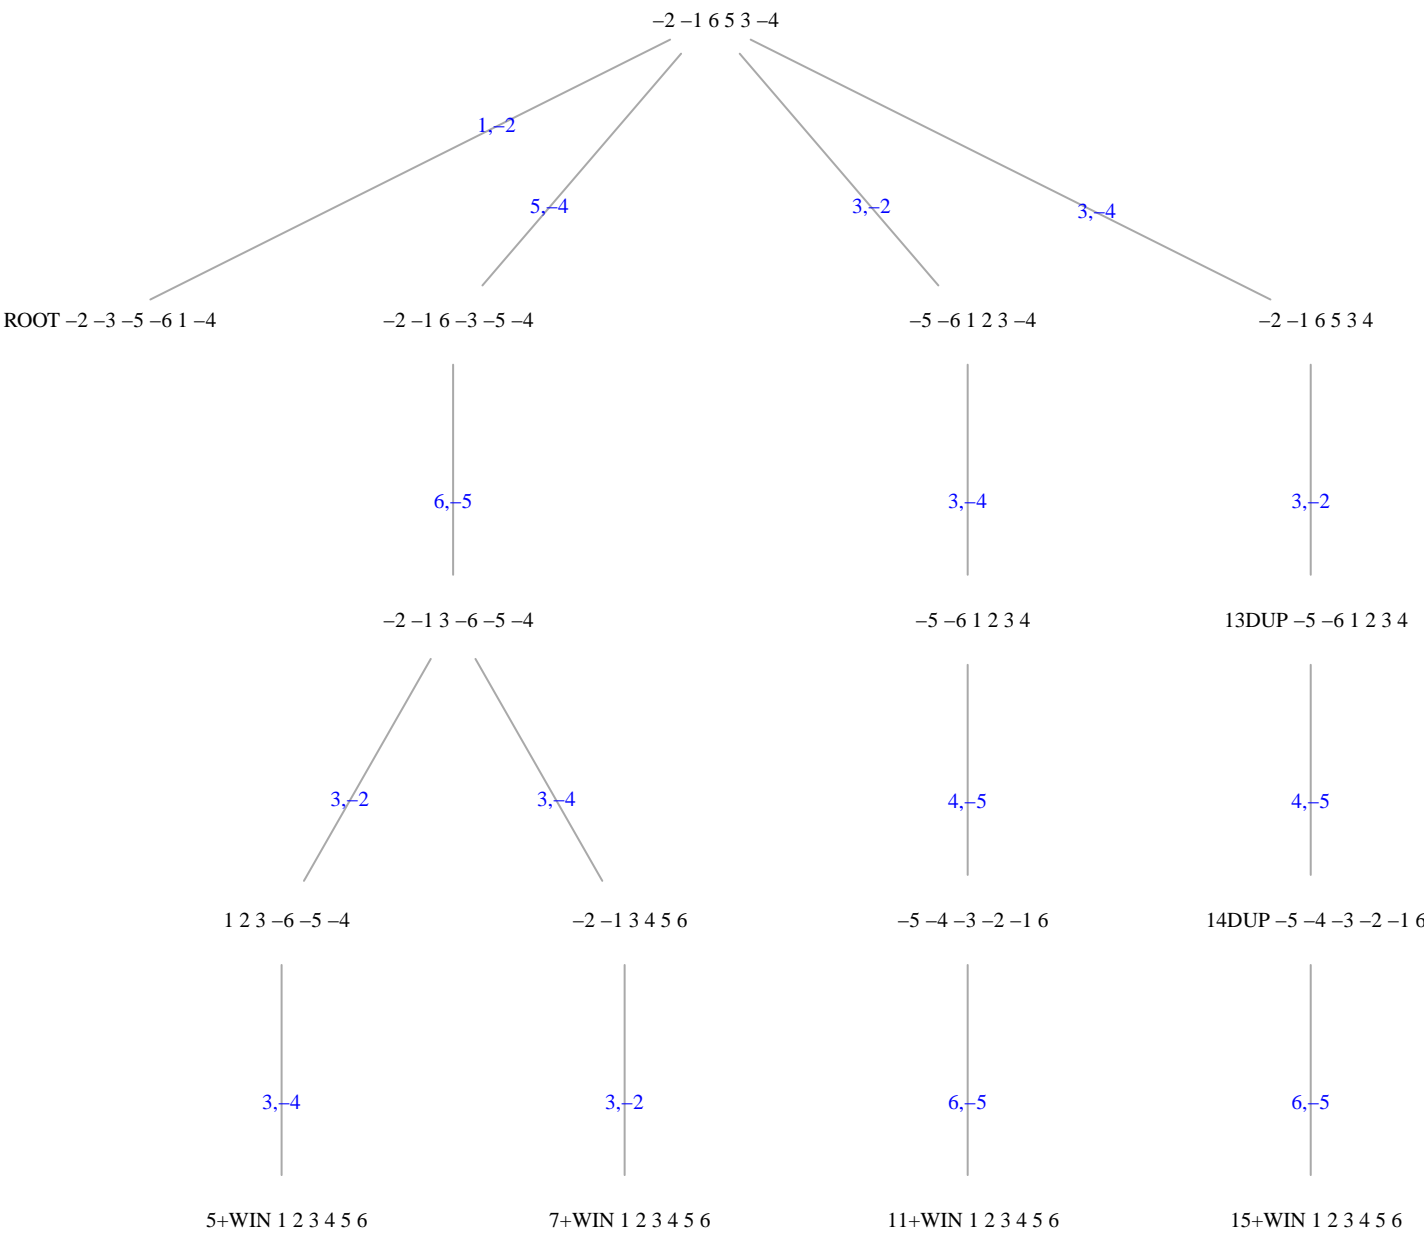 −2 −1 6 5 3 −4
1,−2
5,−4
3,−2
3,−4
ROOT −2 −3 −5 −6 1 −4
−2 −1 6 −3 −5 −4
−5 −6 1 2 3 −4
−2 −1 6 5 3 4
6,−5
3,−4
3,−2
−2 −1 3 −6 −5 −4
−5 −6 1 2 3 4
13DUP −5 −6 1 2 3 4
3,−2
3,−4
4,−5
4,−5
1 2 3 −6 −5 −4
−2 −1 3 4 5 6
−5 −4 −3 −2 −1 6
14DUP −5 −4 −3 −2 −1 6
3,−4
3,−2
6,−5
6,−5
5+WIN 1 2 3 4 5 6
7+WIN 1 2 3 4 5 6
11+WIN 1 2 3 4 5 6
15+WIN 1 2 3 4 5 6